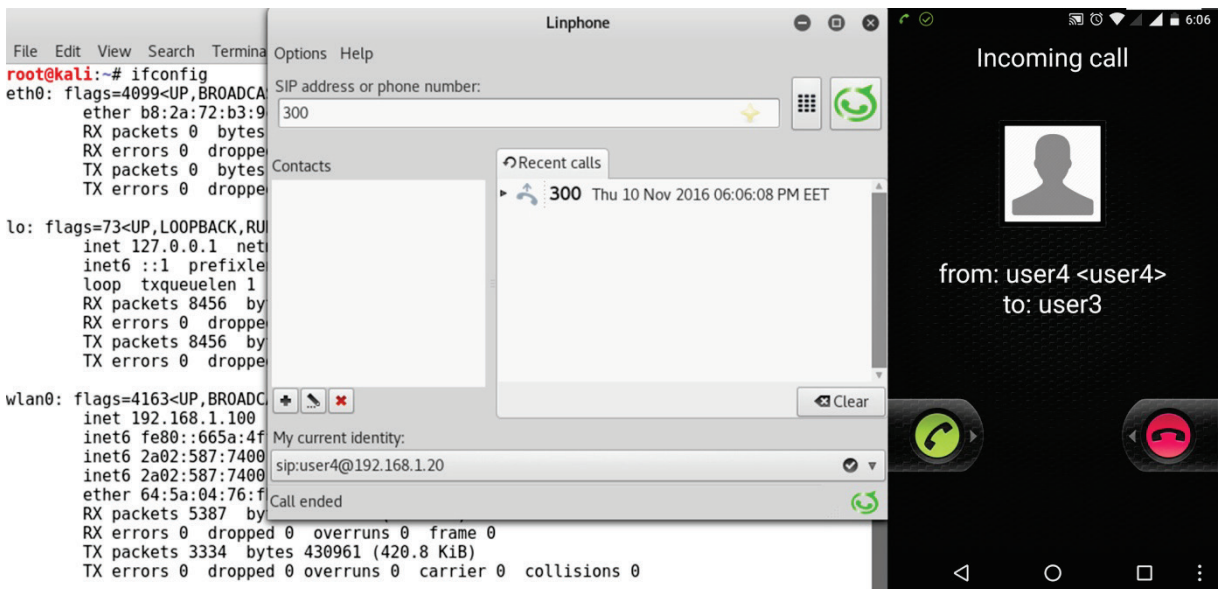 File Edit View Search Termina
root@kali:~# ifconfig
eth0: flags=4099<UP,BROADCA
ether b8:2a:72:b3:9
RX packets 0 bytes
RX errors 0 droppe
TX packets 0 bytes
TX errors 0 droppe
lo: flags=73<UP,LOOPBACK,RU
inet 127.0.0.1 net
inet6 ::1 prefixle
loop txqueuelen 1
RX packets 8456 by
RX errors 0 droppe
TX packets 8456 by
TX errors 0 droppe
wlan0: flags=4163<UP,BROADC
inet 192.168.1.100
inet6 fe80::665a:4f
inet6 2a02:587:7400
inet6 2a02:587:7400
ether 64:5a:04:76:f
RX packets 5387 by
RX errors 0 dropped 0 overruns 0 frame 0
TX packets 3334 bytes 430961 (420.8 KiB)
TX errors 0 dropped 0 overruns 0 carrier 0 collisions 0
Linphone
Options Help
SIP address or phone number:
300
Contacts
Recent calls
300 Thu 10 Nov 2016 06:06:08 PM EET
Clear
My current identity:
sip:user4@192.168.1.20
Call ended
6:06
Incoming call
from: user4 <user4>
to: user3